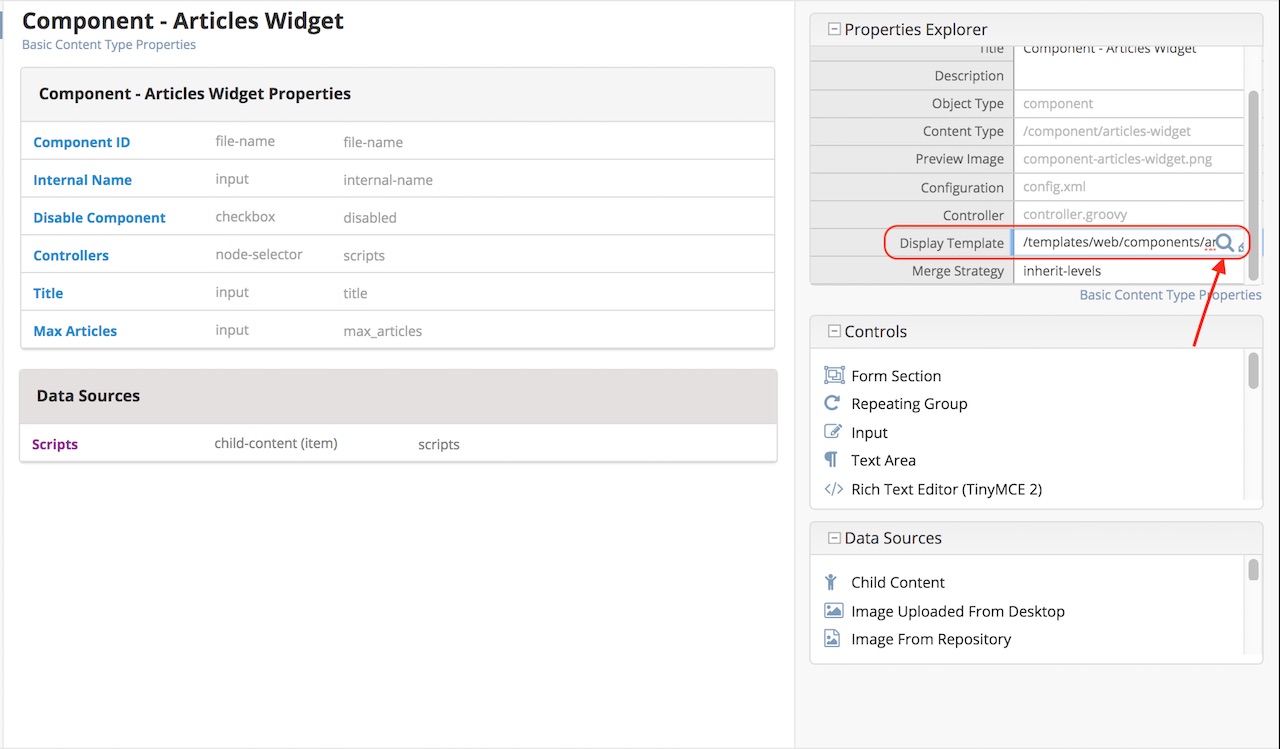 Component - Articles Widget
Basic Content Type Properties
Component - Articles Widget Properties
Component ID file-name file-name
Internal Name input internal-name
Disable Component checkbox disabled
Controllers node-selector scripts
Title input title
Max Articles input max_articles
Data Sources
Scripts child-content (item) scripts
Properties Explorer
Title Component - Articles Widget
Description
Object Type component
Content Type /component/articles-widget
Preview Image component-articles-widget.png
Configuration config.xml
Controller controller.groovy
Display Template /templates/web/components/ar
Merge Strategy inherit-levels
Basic Content Type Properties
Controls
Form Section
Repeating Group
Input
Text Area
Rich Text Editor (TinyMCE 2)
Data Sources
Child Content
Image Uploaded From Desktop
Image From Repository